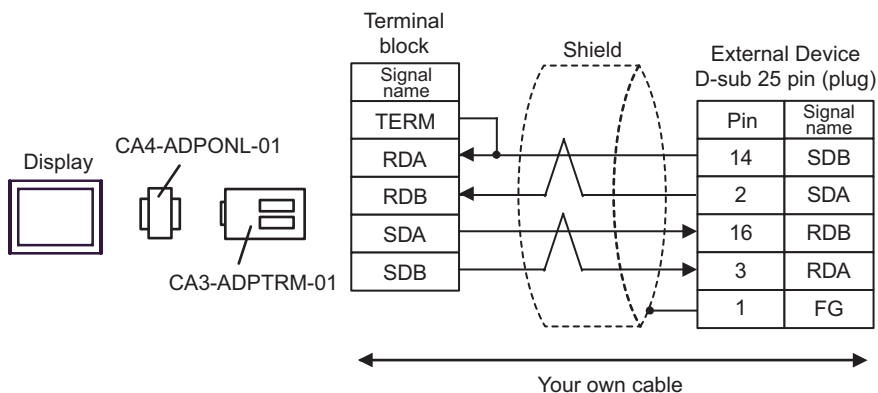 Display
CA4-ADPONL-01
CA3-ADPTRM-01
Terminal
block
Signal
name
TERM
RDA
RDB
SDA
SDB
Shield
External Device
D-sub 25 pin (plug)
Pin Signal
name
14 SDB
2 SDA
16 RDB
3 RDA
1 FG
Your own cable